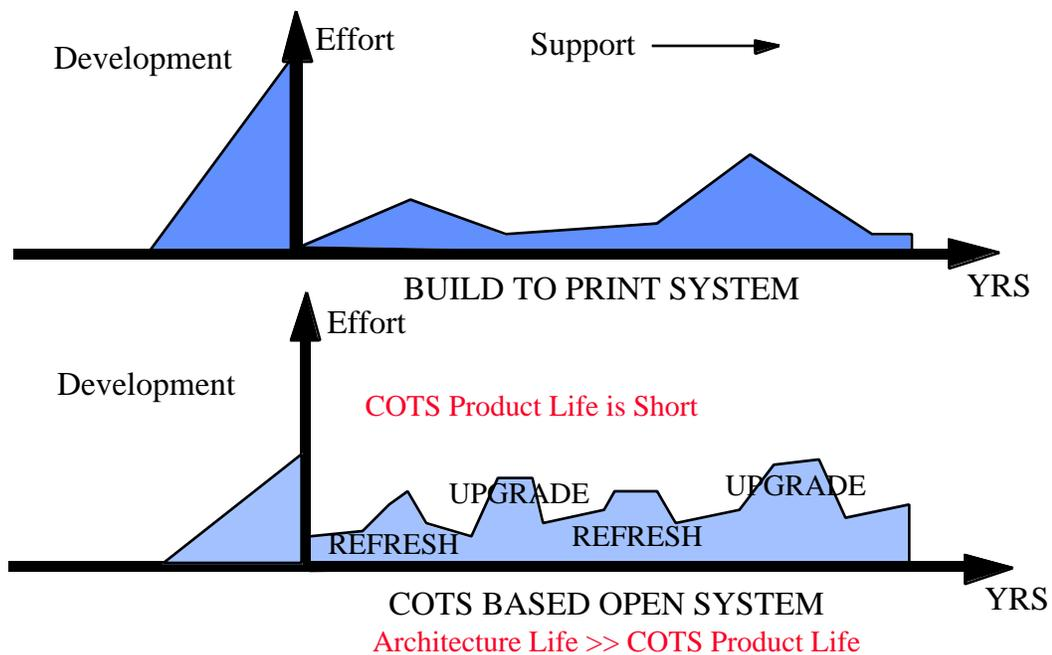 Effort
Support
Development
BUILD TO PRINT SYSTEM
YRS
Effort
Development
COTS Product Life is Short
UPGRADE
UPGRADE
REFRESH
REFRESH
COTS BASED OPEN SYSTEM
YRS
Architecture Life >> COTS Product Life